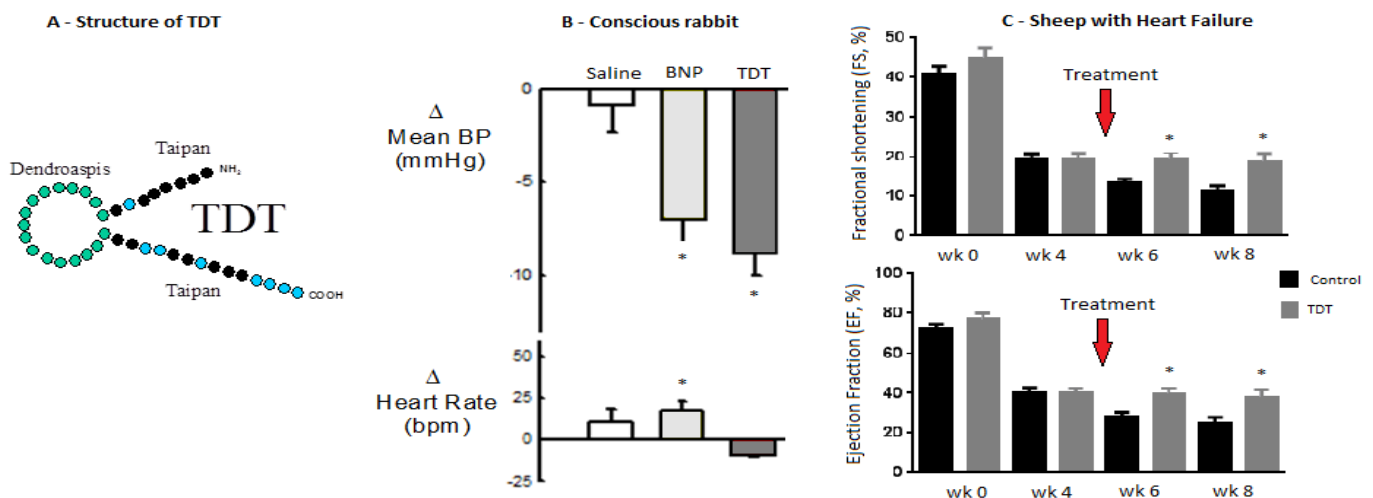 A - Structure of TDT
Taipan
NH₂
Dendroaspis
TDT
Taipan
COOH
B - Conscious rabbit
Saline
BNP
TDT
Δ
Mean BP
(mmHg)
0
-5
-10
*
*
Δ
Heart Rate
(bpm)
50
25
0
-25
*
C - Sheep with Heart Failure
Fractional shortening (FS, %)
50
40
30
20
10
0
Treatment
*
*
wk 0
wk 4
wk 6
wk 8
Ejection Fraction (EF, %)
100
80
60
40
20
0
Treatment
*
*
wk 0
wk 4
wk 6
wk 8
Control
TDT